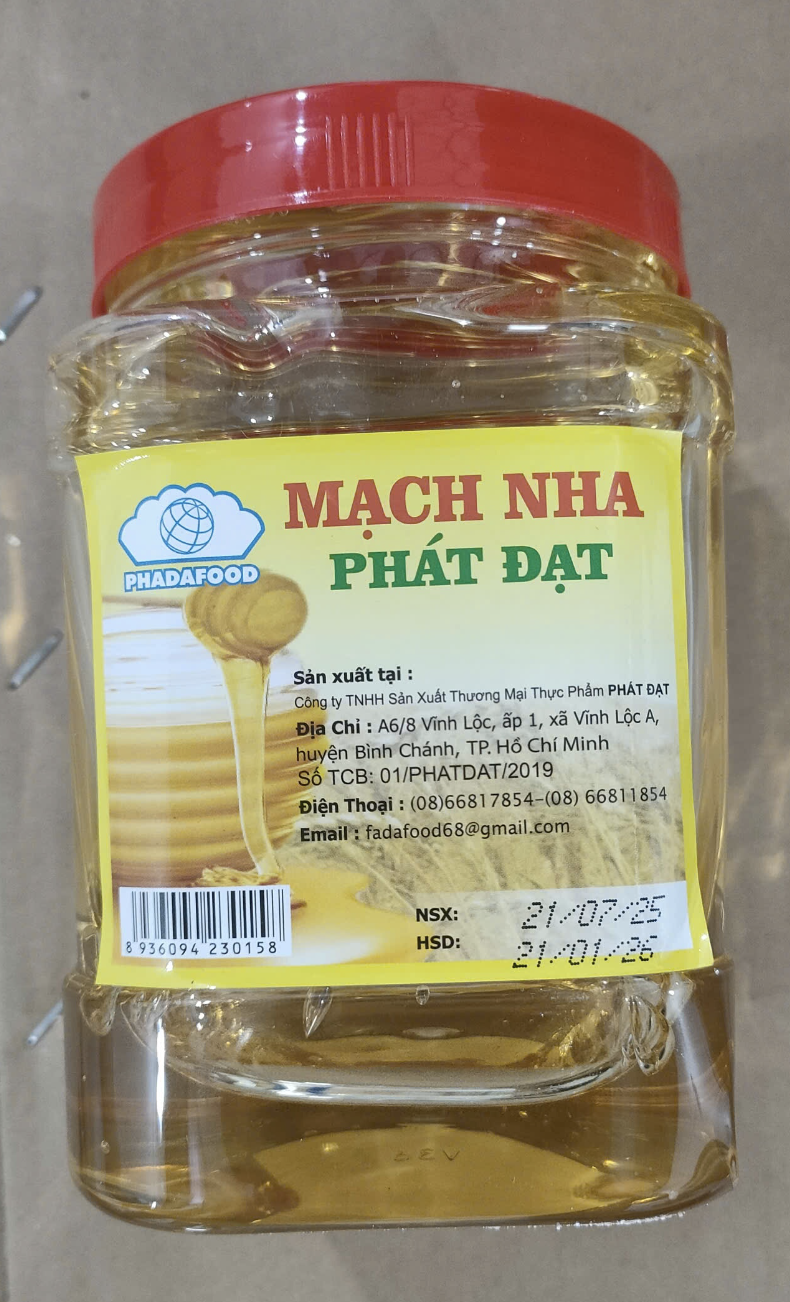 MẠCH NHA
PHÁT ĐẠT
PHADAFOOD
Sản xuất tại :
Công ty TNHH Sản Xuất Thương Mại Thực Phẩm PHÁT ĐẠT
Địa Chỉ : A6/8 Vĩnh Lộc, ấp 1, xã Vĩnh Lộc A,
huyện Bình Chánh, TP. Hồ Chí Minh
Số TCB: 01/PHATDAT/2019
Điện Thoại : (08)66817854-(08) 66811854
Email : fadafood68@gmail.com
NSX: 21/07/25
HSD: 21/01/26
8 936094 230158